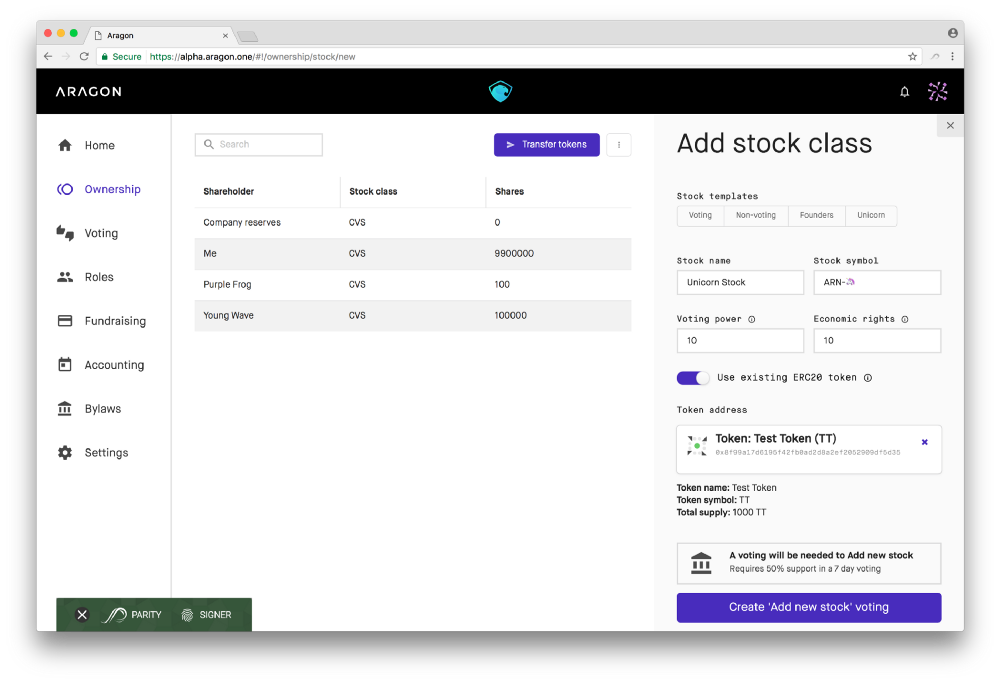 Aragon
Secure https://alpha.aragon.one/#!/ownership/stock/new
ARAGON
Home
Ownership
Voting
Roles
Fundraising
Accounting
Bylaws
Settings
Search
Transfer tokens
Shareholder Stock class Shares
Company reserves CVS 0
Me CVS 9900000
Purple Frog CVS 100
Young Wave CVS 100000
Add stock class
Stock templates
Voting Non-voting Founders Unicorn
Stock name Stock symbol
Unicorn Stock ARN-🦄
Voting power Economic rights
10 10
Use existing ERC20 token
Token address
Token: Test Token (TT)
Token name: Test Token
Token symbol: TT
Total supply: 1000 TT
A voting will be needed to Add new stock
Requires 50% support in a 7 day voting
Create 'Add new stock' voting
PARITY SIGNER